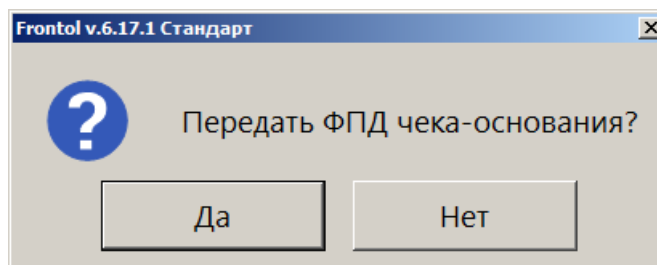 Frontol v.6.17.1 Стандарт
Передать ФПД чека-основания?
Да
Нет